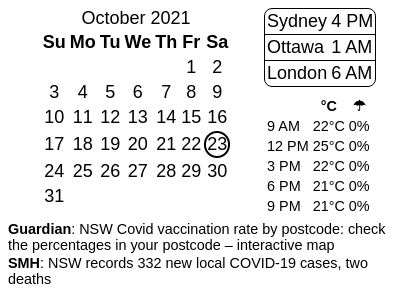 October 2021
Su Mo Tu We Th Fr Sa
1 2
3 4 5 6 7 8 9
10 11 12 13 14 15 16
17 18 19 20 21 22 23
24 25 26 27 28 29 30
31
Sydney 4 PM
Ottawa 1 AM
London 6 AM
°C ☂
9 AM 22°C 0%
12 PM 25°C 0%
3 PM 22°C 0%
6 PM 21°C 0%
9 PM 21°C 0%
Guardian: NSW Covid vaccination rate by postcode: check
the percentages in your postcode – interactive map
SMH: NSW records 332 new local COVID-19 cases, two
deaths